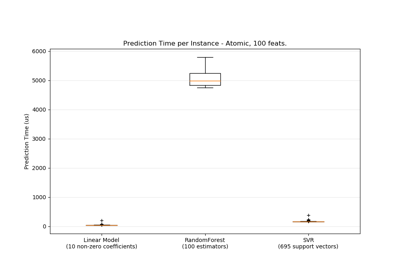 Prediction Time per Instance - Atomic, 100 feats.
6000
5000
4000
3000
2000
1000
0
Prediction Time (us)
Linear Model
(10 non-zero coefficients)
RandomForest
(100 estimators)
SVR
(695 support vectors)